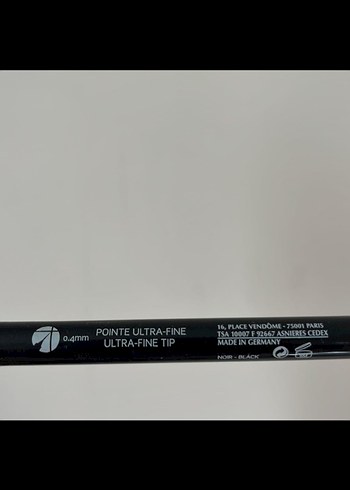 0.4mm
POINTE ULTRA-FINE
ULTRA-FINE TIP
16, PLACE VENDÔME - 75001 PARIS
TSA 10007 F 92667 ASNIERES CEDEX
MADE IN GERMANY
NOIR - BLACK